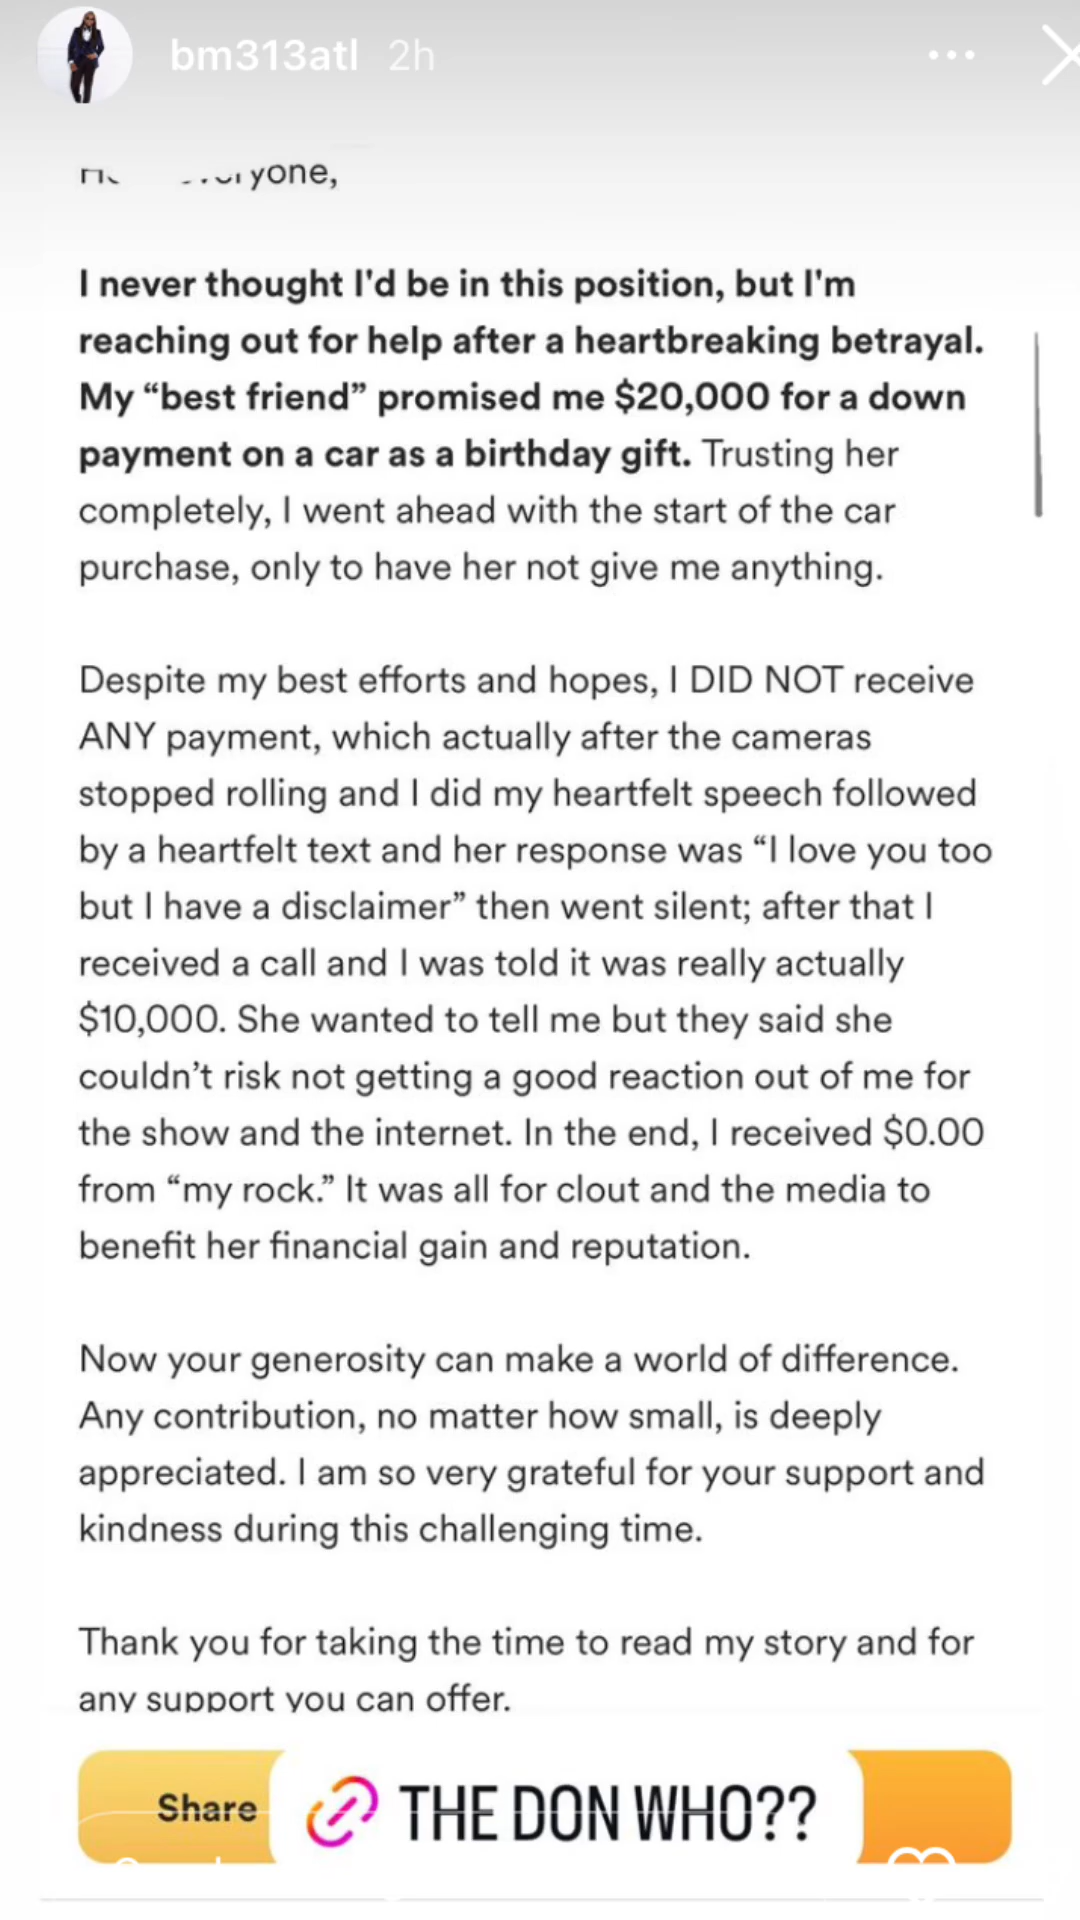 bm313atl 2h
yone,
I never thought I'd be in this position, but I'm
reaching out for help after a heartbreaking betrayal.
My “best friend” promised me $20,000 for a down
payment on a car as a birthday gift. Trusting her
completely, I went ahead with the start of the car
purchase, only to have her not give me anything.
Despite my best efforts and hopes, I DID NOT receive
ANY payment, which actually after the cameras
stopped rolling and I did my heartfelt speech followed
by a heartfelt text and her response was “I love you too
but I have a disclaimer” then went silent; after that I
received a call and I was told it was really actually
$10,000. She wanted to tell me but they said she
couldn’t risk not getting a good reaction out of me for
the show and the internet. In the end, I received $0.00
from “my rock.” It was all for clout and the media to
benefit her financial gain and reputation.
Now your generosity can make a world of difference.
Any contribution, no matter how small, is deeply
appreciated. I am so very grateful for your support and
kindness during this challenging time.
Thank you for taking the time to read my story and for
any support you can offer.
Share THE DON WHO??